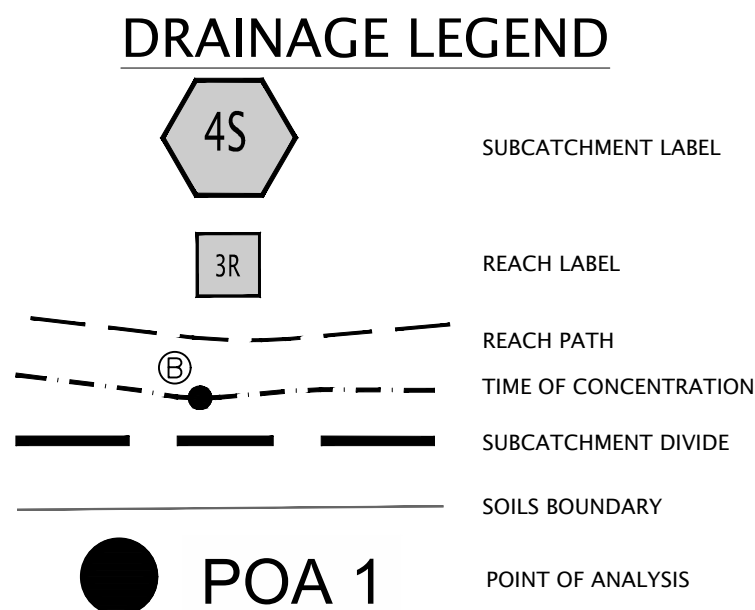 DRAINAGE LEGEND
4S SUBCATCHMENT LABEL
3R REACH LABEL
REACH PATH
B TIME OF CONCENTRATION
SUBCATCHMENT DIVIDE
SOILS BOUNDARY
POA 1 POINT OF ANALYSIS